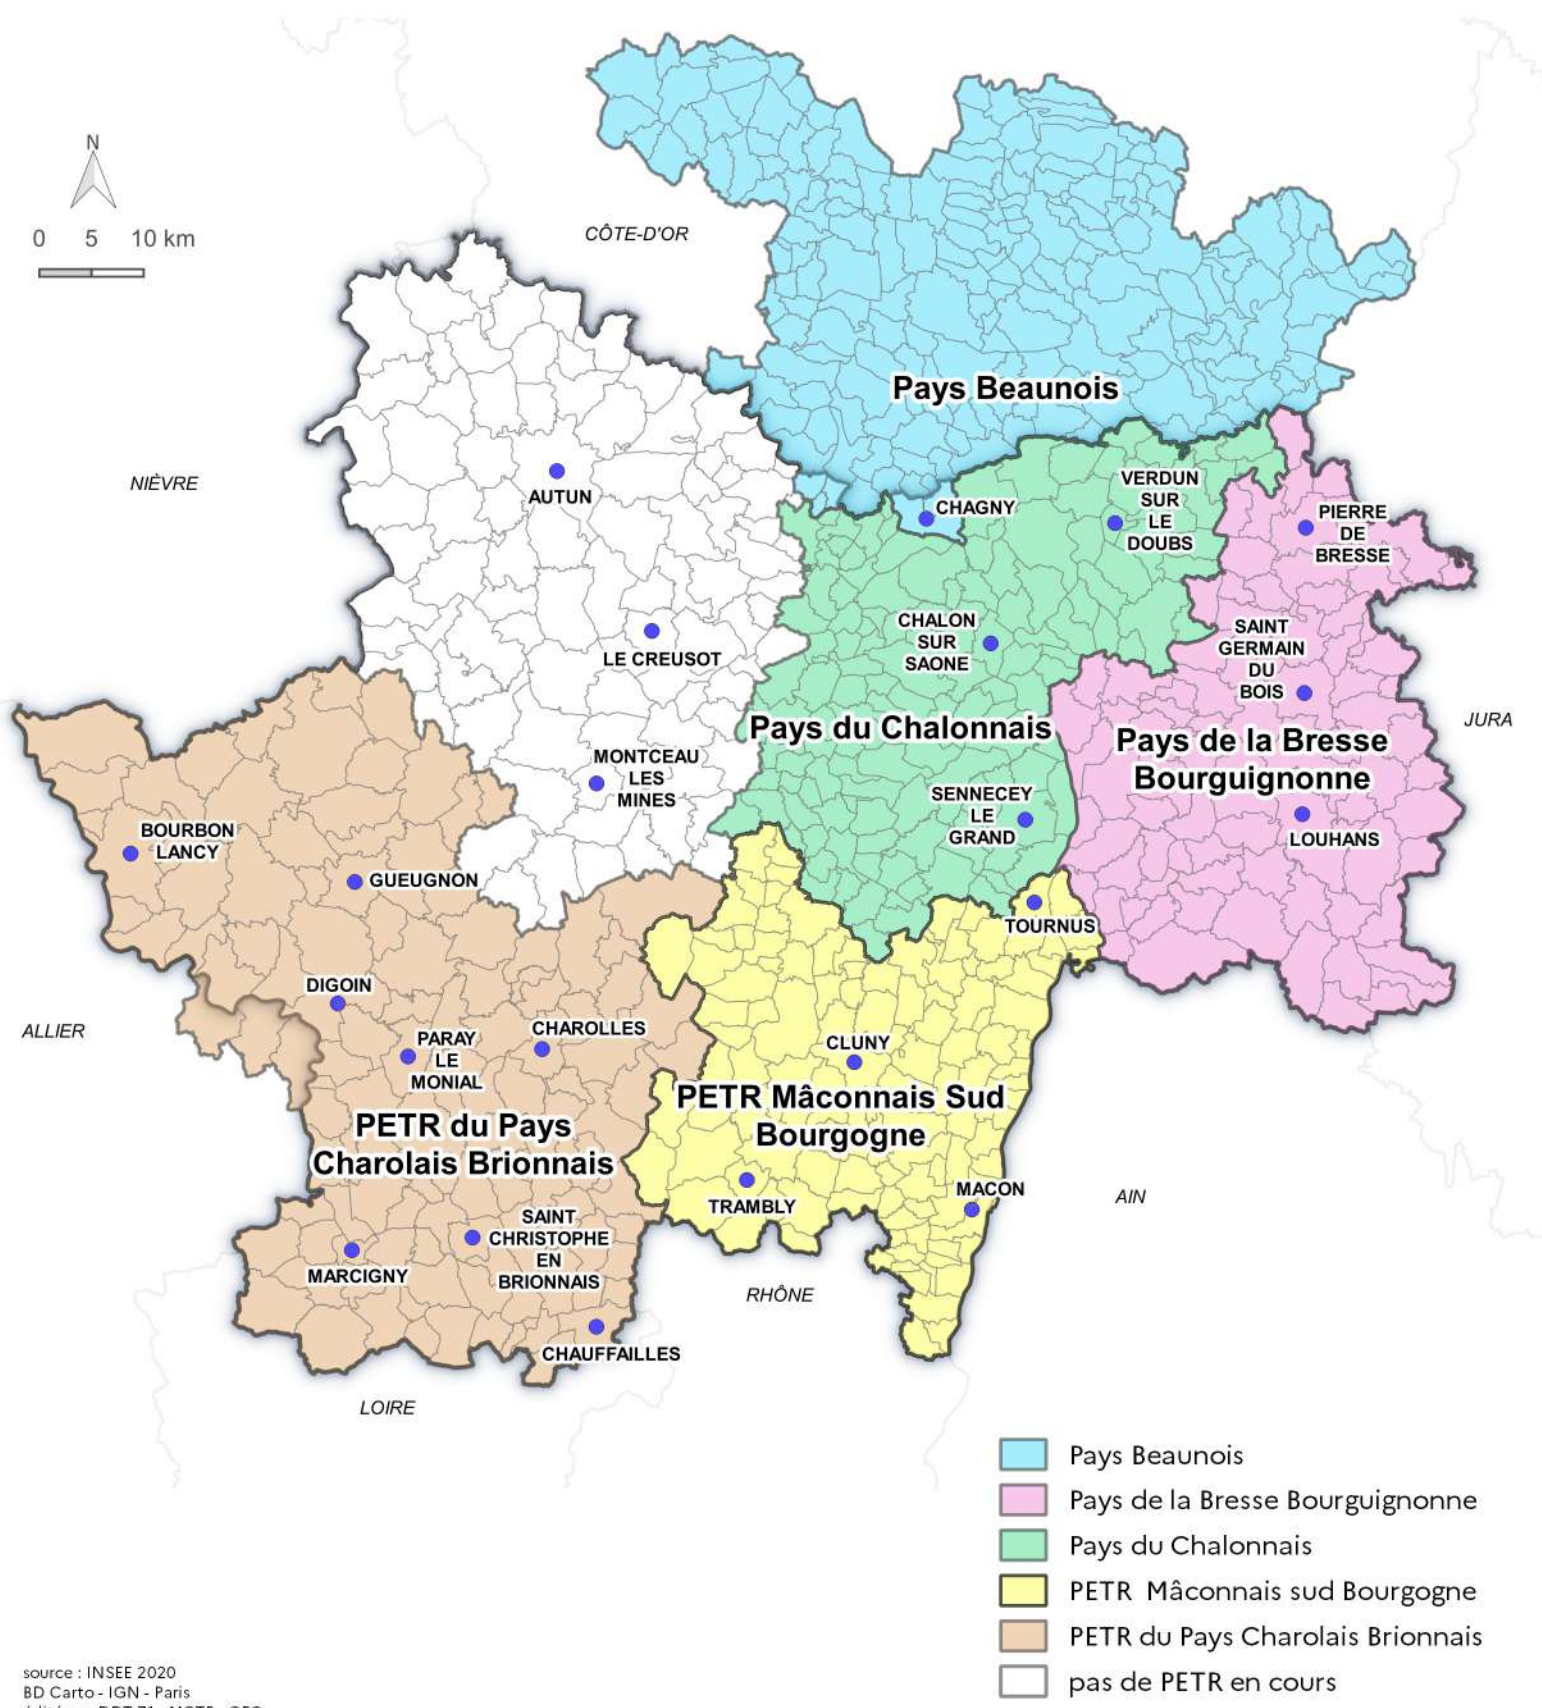 N
0 5 10 km
CÔTE-D'OR
NIÈVRE
Pays Beaunois
AUTUN
CHAGNY
VERDUN
SUR
LE
DOUBS
PIERRE
DE
BRESSE
LE CREUSOT
CHALON
SUR
SAONE
SAINT
GERMAIN
DU
BOIS
JURA
Pays du Chalonnais
Pays de la Bresse
Bourguignonne
MONTCEAU
LES
MINES
SENNECEY
LE
GRAND
LOUHANS
BOURBON
LANCY
GUEUGNON
TOURNUS
DIGOIN
ALLIER
PARAY
LE
MONIAL
CHAROLLES
CLUNY
PETR Mâconnais Sud
Bourgogne
PETR du Pays
Charolais Brionnais
TRAMBLY
MACON
AIN
MARCIGNY
SAINT
CHRISTOPHE
EN
BRIONNAIS
RHÔNE
CHAUFFAILLES
LOIRE
Pays Beaunois
Pays de la Bresse Bourguignonne
Pays du Chalonnais
PETR Mâconnais sud Bourgogne
PETR du Pays Charolais Brionnais
pas de PETR en cours
source : INSEE 2020
BD Carto - IGN - Paris